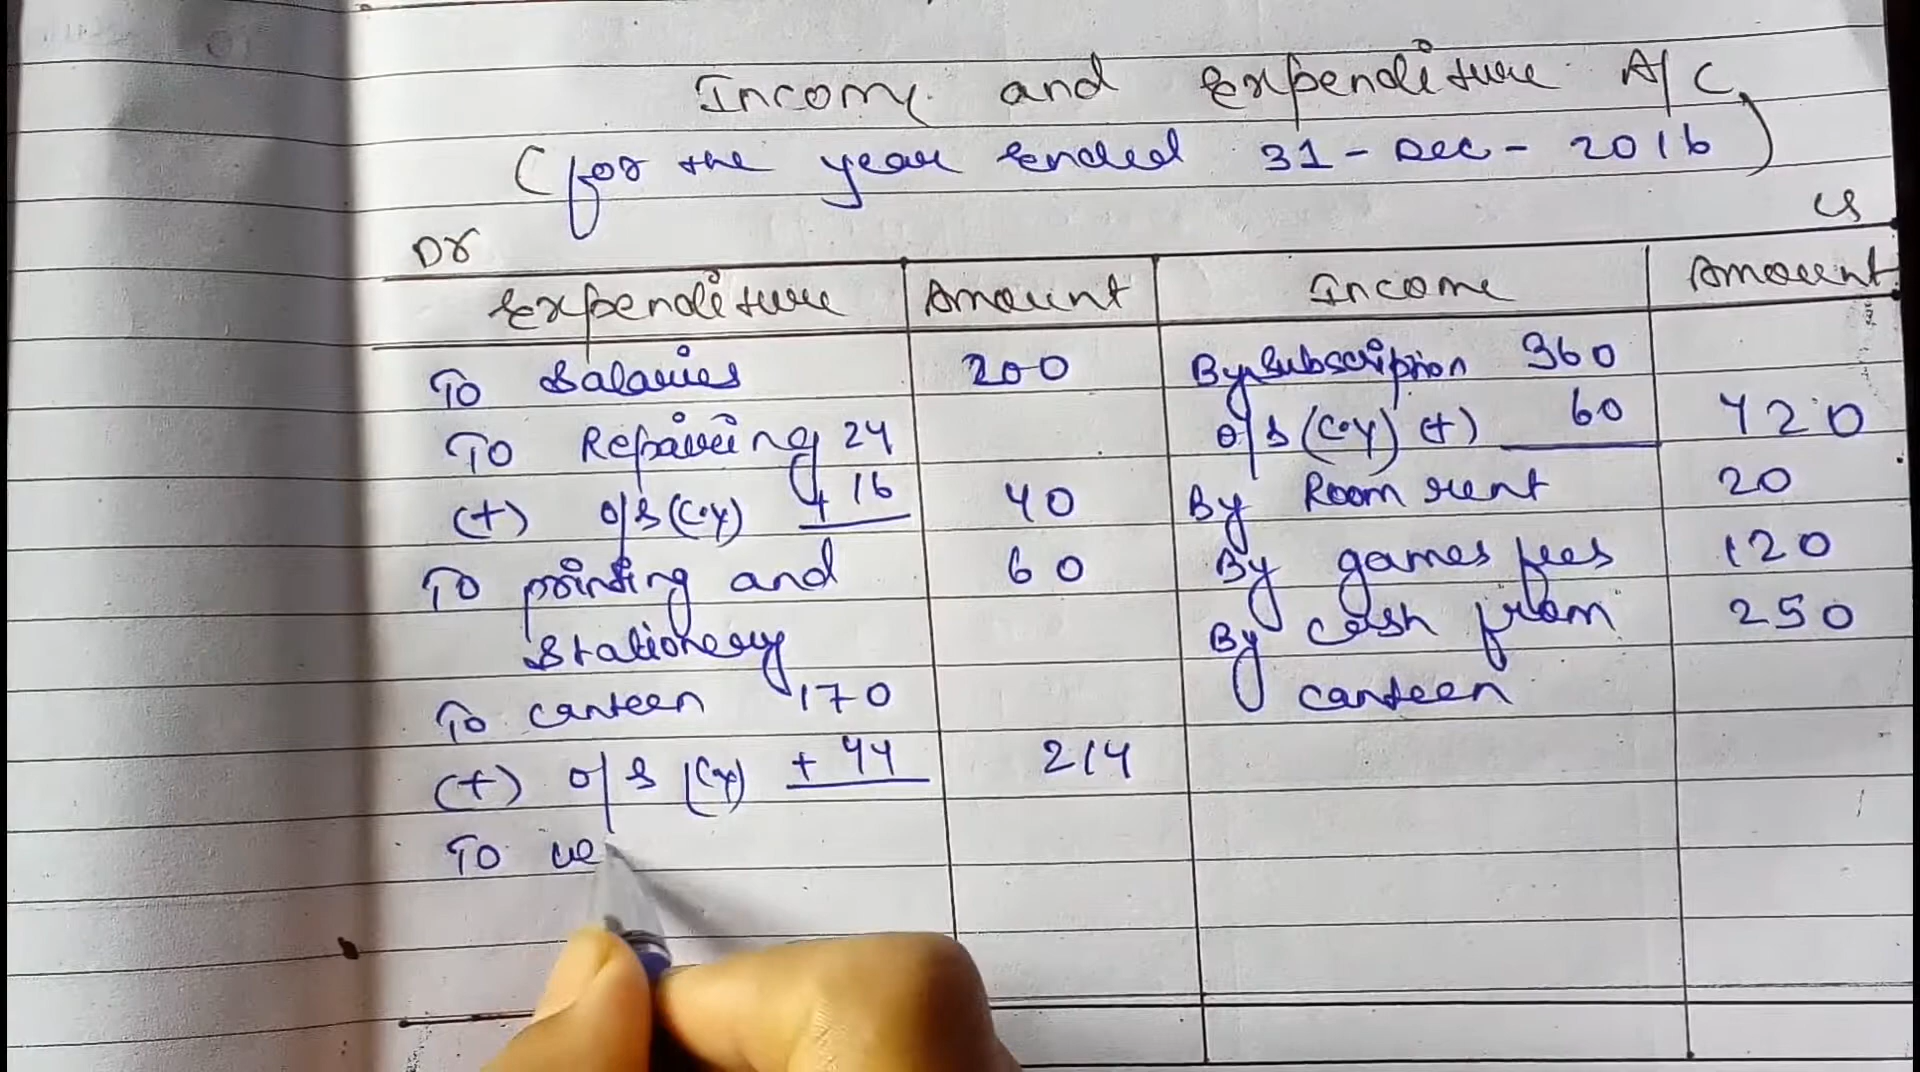 Income and Expenditure A/C
(for the year ended 31-Dec-2016)
Dr Cr
Expenditure Amount Income Amount
To Salaries 200 By Subscription 360
To Repairing 24 o/s (C.Y) (+) 60 420
(+) o/s (C.Y) + 16 40 By Room rent 20
To printing and 60 By games fees 120
Stationery By cash from 250
To canteen 170 canteen
(+) o/s (C.Y) + 44 214
To